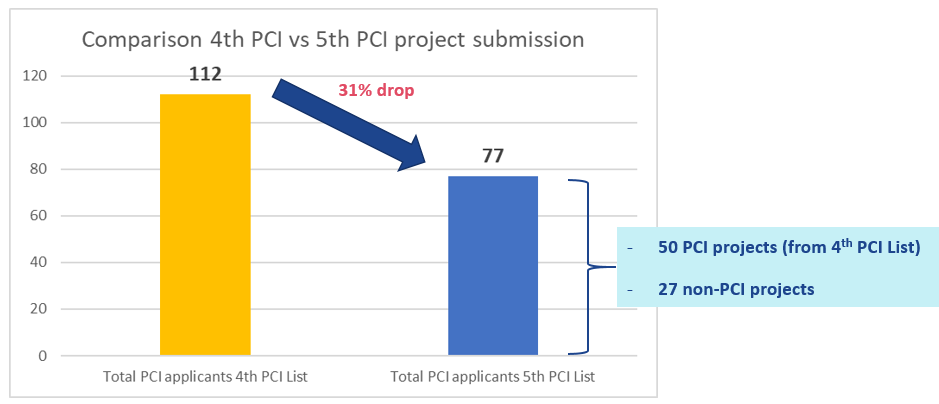 Comparison 4th PCI vs 5th PCI project submission
112
31% drop
77
120
100
80
60
40
20
0
- 50 PCI projects (from 4th PCI List)
- 27 non-PCI projects
Total PCI applicants 4th PCI List
Total PCI applicants 5th PCI List